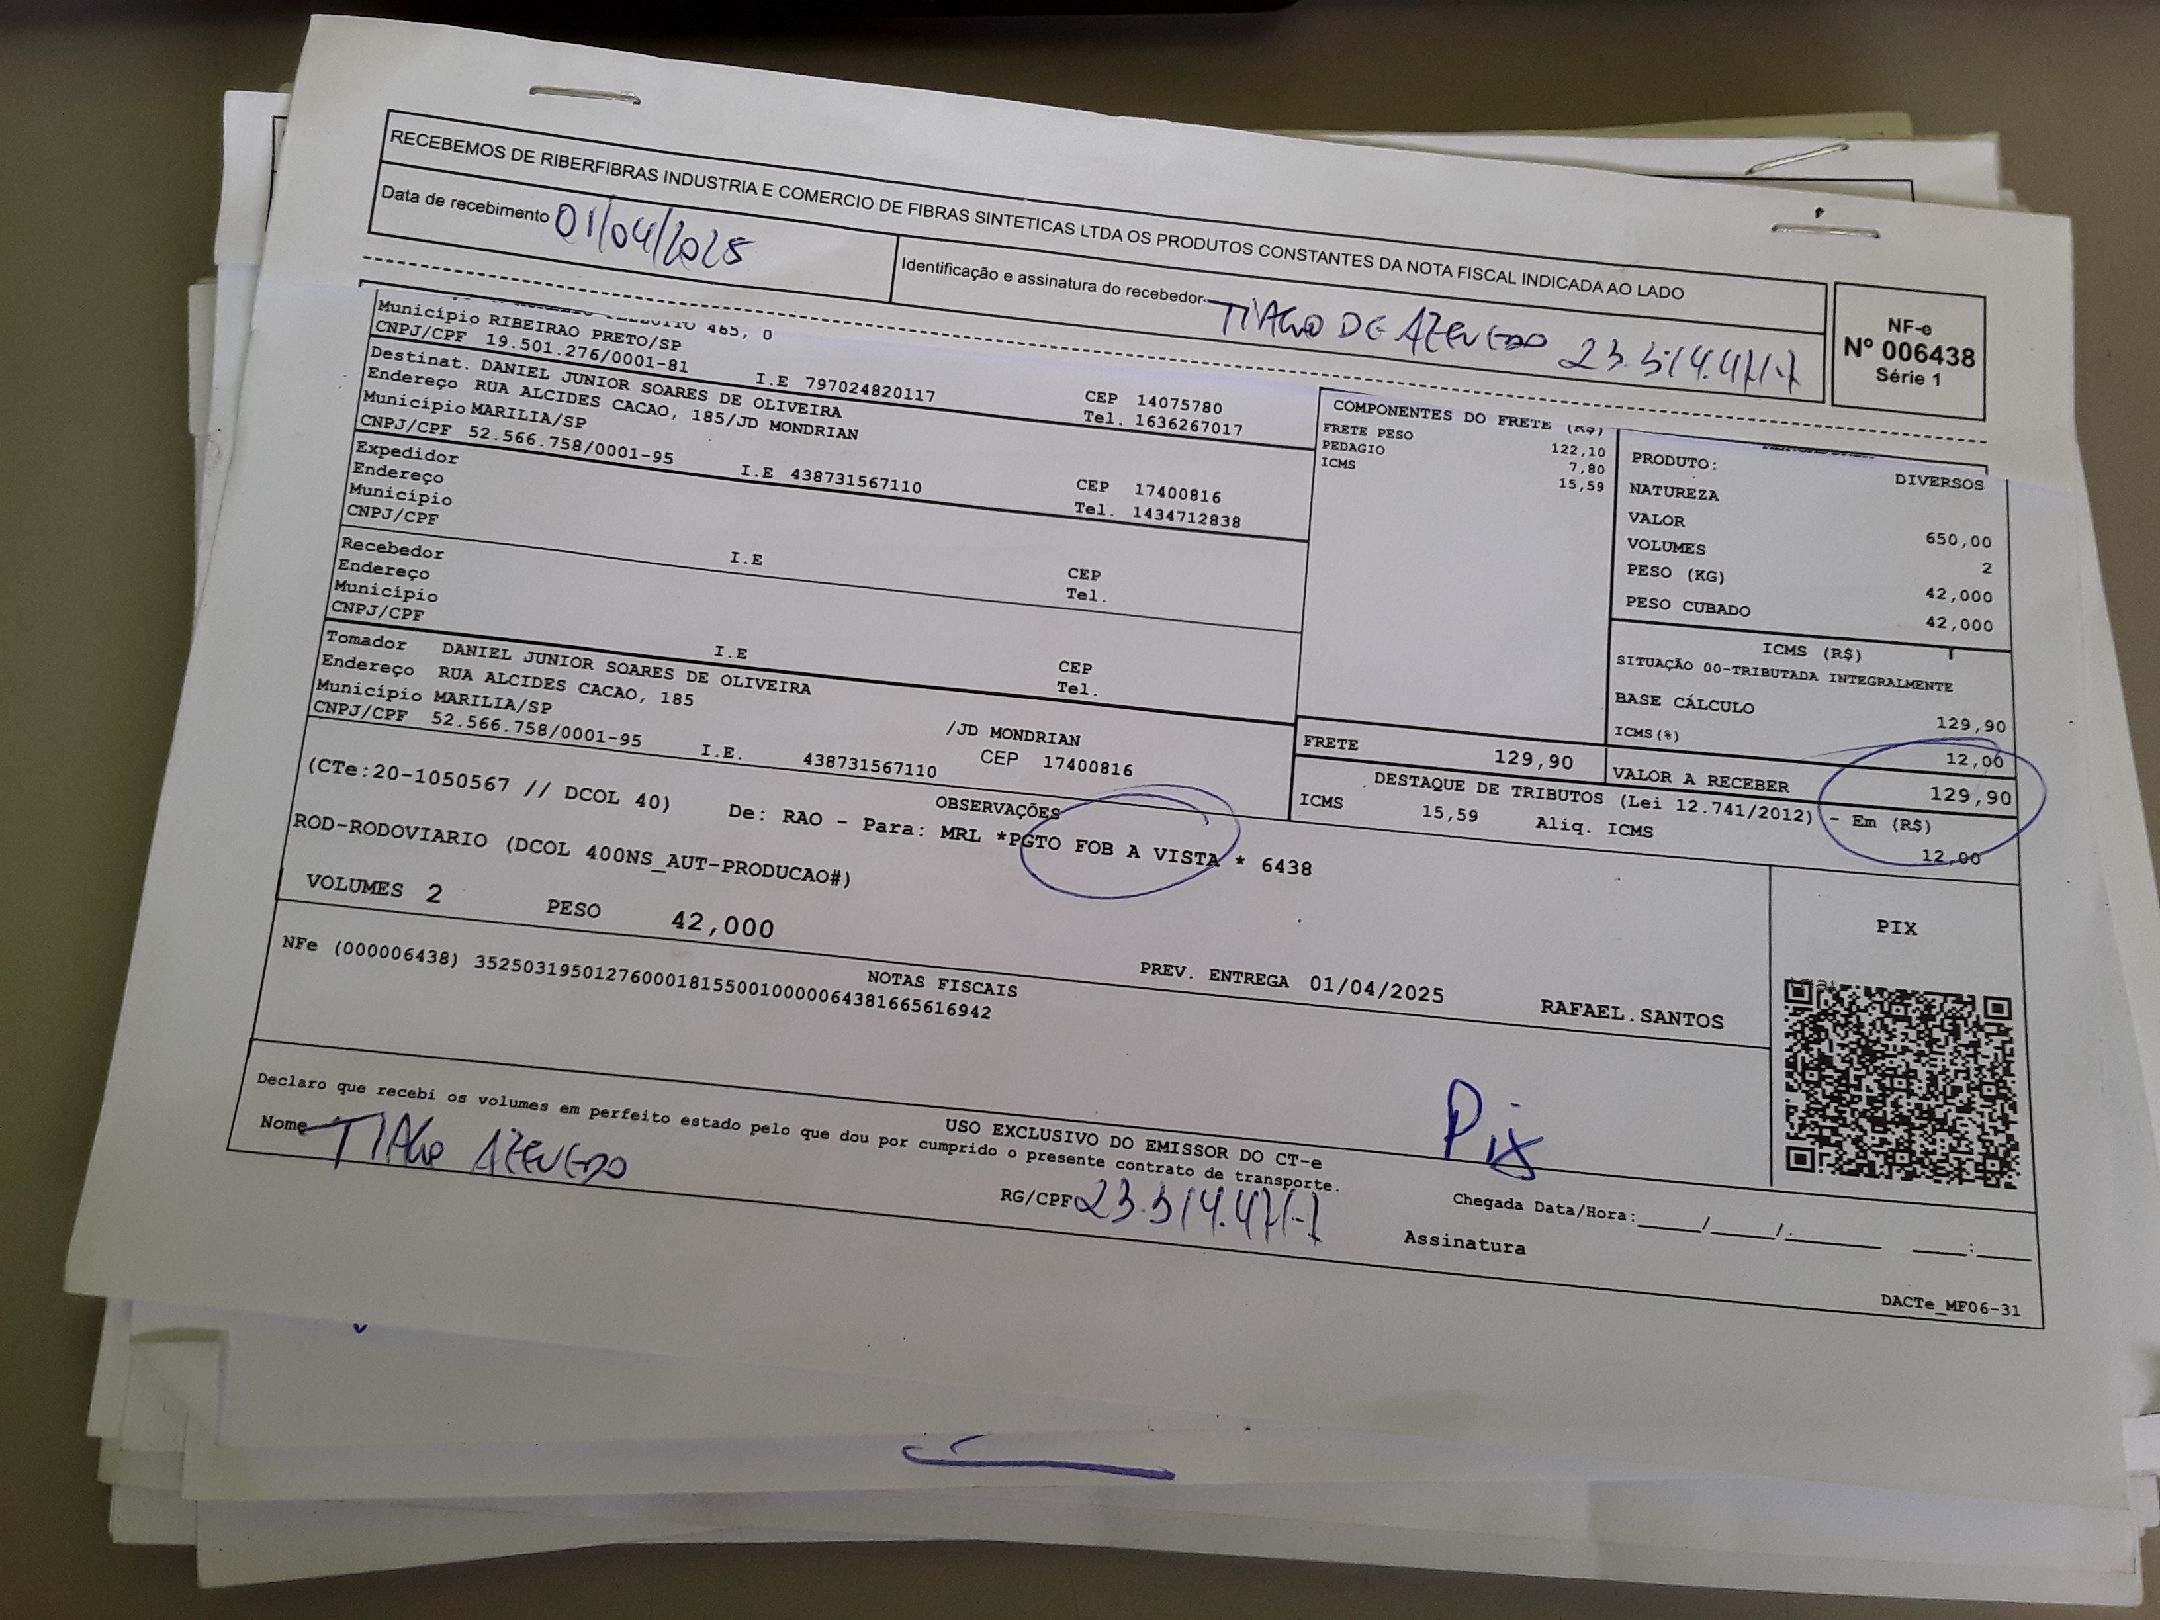 RECEBEMOS DE RIBERFIBRAS INDUSTRIA E COMERCIO DE FIBRAS SINTETICAS LTDA OS PRODUTOS CONSTANTES DA NOTA FISCAL INDICADA AO LADO
Data de recebimento 01/04/2025
Identificação e assinatura do recebedor TIAGO DE AZEVEDO
NF-e
Nº 006438
Série 1
465, 0
Município RIBEIRAO PRETO/SP CEP 14075780
CNPJ/CPF 19.501.276/0001-81 I.E 797024820117 Tel. 1636267017
Destinat. DANIEL JUNIOR SOARES DE OLIVEIRA
Endereço RUA ALCIDES CACAO, 185/JD MONDRIAN
Município MARILIA/SP CEP 17400816
CNPJ/CPF 52.566.758/0001-95 I.E 438731567110 Tel. 1434712838
Expedidor
Endereço
Município CEP
CNPJ/CPF I.E Tel.
Recebedor
Endereço
Município CEP
CNPJ/CPF I.E Tel.
Tomador DANIEL JUNIOR SOARES DE OLIVEIRA
Endereço RUA ALCIDES CACAO, 185 /JD MONDRIAN
Município MARILIA/SP CEP 17400816
CNPJ/CPF 52.566.758/0001-95 I.E. 438731567110
COMPONENTES DO FRETE (R$)
FRETE PESO 122,10
PEDAGIO 7,80
ICMS 15,59
PRODUTO: DIVERSOS
NATUREZA
VALOR 650,00
VOLUMES 2
PESO (KG) 42,000
PESO CUBADO 42,000
ICMS (R$)
SITUAÇÃO 00-TRIBUTADA INTEGRALMENTE
BASE CÁLCULO 129,90
ICMS(%) 12,00
FRETE 129,90
VALOR A RECEBER 129,90
DESTAQUE DE TRIBUTOS (Lei 12.741/2012) - Em (R$)
ICMS 15,59 Aliq. ICMS 12,00
OBSERVAÇÕES
(CTe:20-1050567 // DCOL 40) De: RAO - Para: MRL *PGTO FOB A VISTA * 6438
ROD-RODOVIARIO (DCOL 400NS_AUT-PRODUCAO#)
VOLUMES 2 PESO 42,000 PREV. ENTREGA 01/04/2025 RAFAEL.SANTOS
PIX
NOTAS FISCAIS
NFe (000006438) 35250319501276000181550010000064381665616942
Pix
USO EXCLUSIVO DO EMISSOR DO CT-e
Declaro que recebi os volumes em perfeito estado pelo que dou por cumprido o presente contrato de transporte.
Nome TIAGO AZEVEDO
RG/CPF
Chegada Data/Hora:____/____/_____ ___:___
Assinatura
DACTe_MF06-31